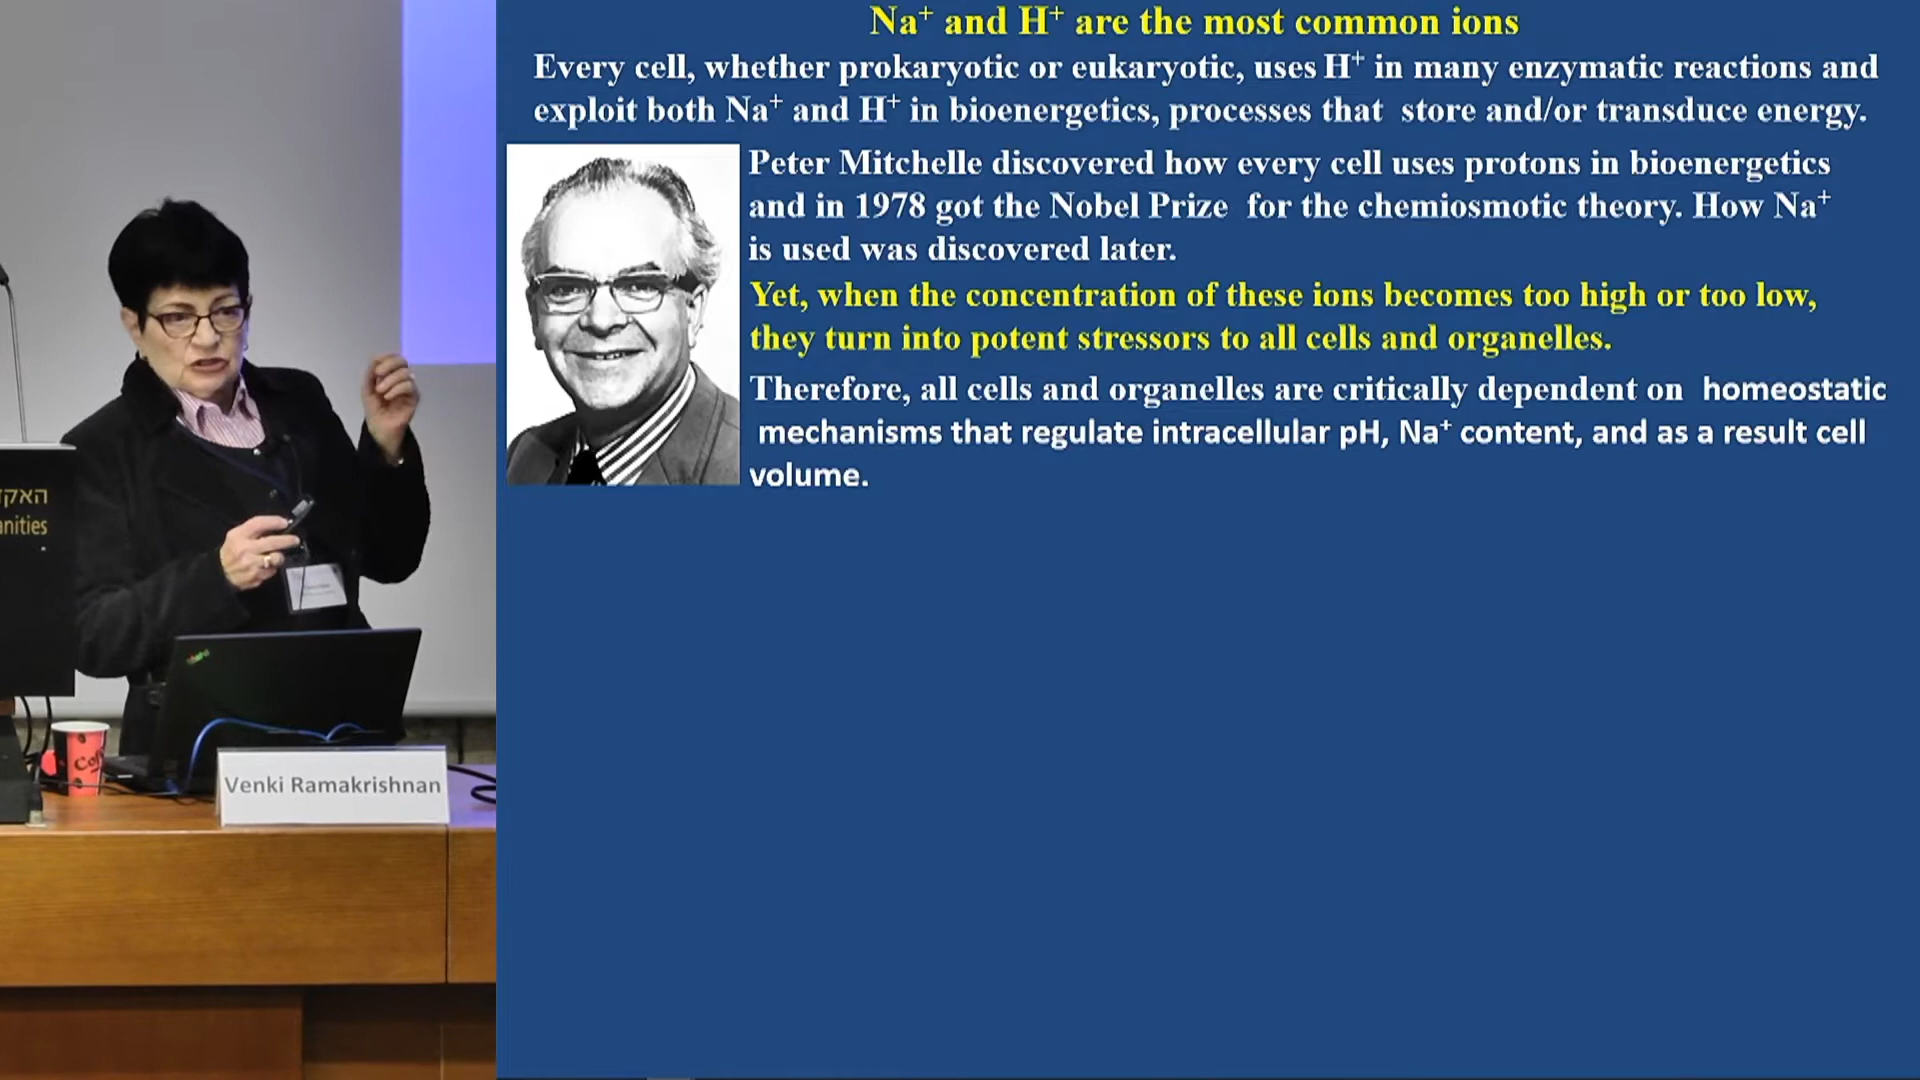 Na⁺ and H⁺ are the most common ions
Every cell, whether prokaryotic or eukaryotic, uses H⁺ in many enzymatic reactions and
exploit both Na⁺ and H⁺ in bioenergetics, processes that store and/or transduce energy.
Peter Mitchelle discovered how every cell uses protons in bioenergetics
and in 1978 got the Nobel Prize for the chemiosmotic theory. How Na⁺
is used was discovered later.
Yet, when the concentration of these ions becomes too high or too low,
they turn into potent stressors to all cells and organelles.
Therefore, all cells and organelles are critically dependent on homeostatic
mechanisms that regulate intracellular pH, Na⁺ content, and as a result cell
volume.
האק
anities
Venki Ramakrishnan